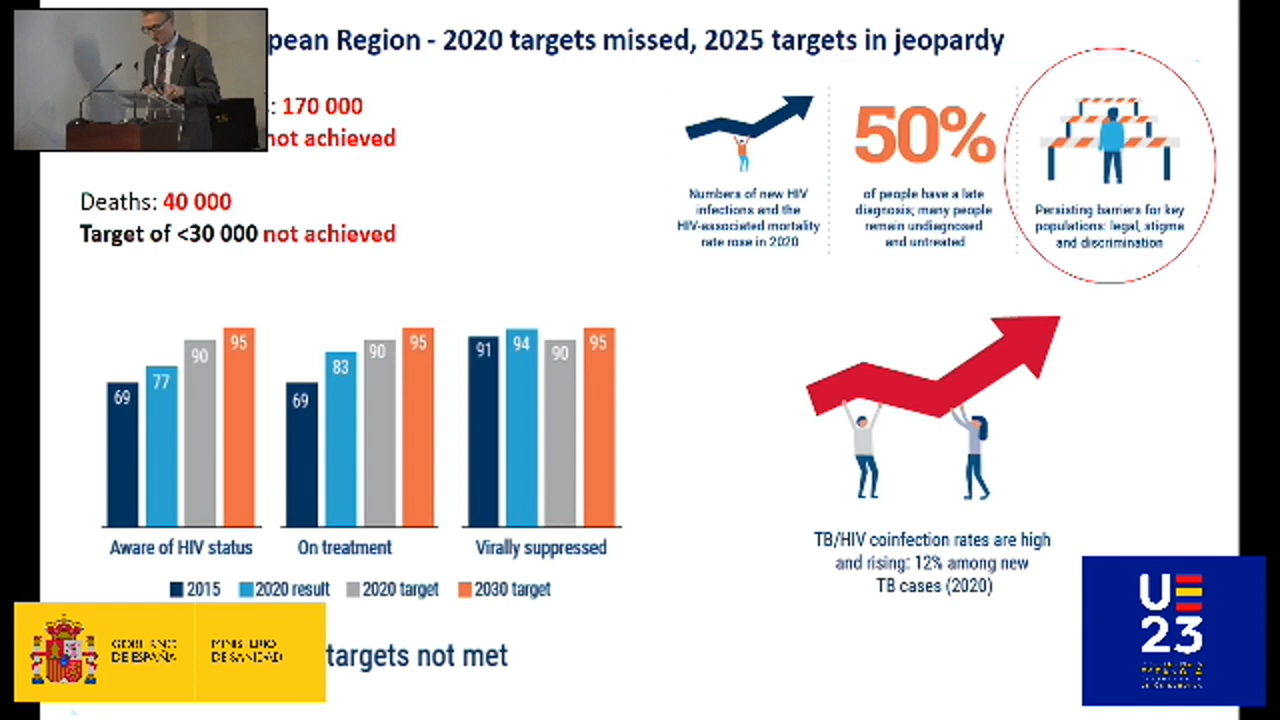 pean Region - 2020 targets missed, 2025 targets in jeopardy
: 170 000
not achieved
Deaths: 40 000
Target of <30 000 not achieved
Numbers of new HIV
infections and the
HIV-associated mortality
rate rose in 2020
50%
of people have a late
diagnosis; many people
remain undiagnosed
and untreated
Persisting barriers for key
populations: legal, stigma
and discrimination
69
77
90
95
69
83
90
95
91
94
90
95
Aware of HIV status
On treatment
Virally suppressed
2015
2020 result
2020 target
2030 target
TB/HIV coinfection rates are high
and rising: 12% among new
TB cases (2020)
targets not met
GOBIERNO
DE ESPAÑA
MINISTERIO
DE SANIDAD
UE
23